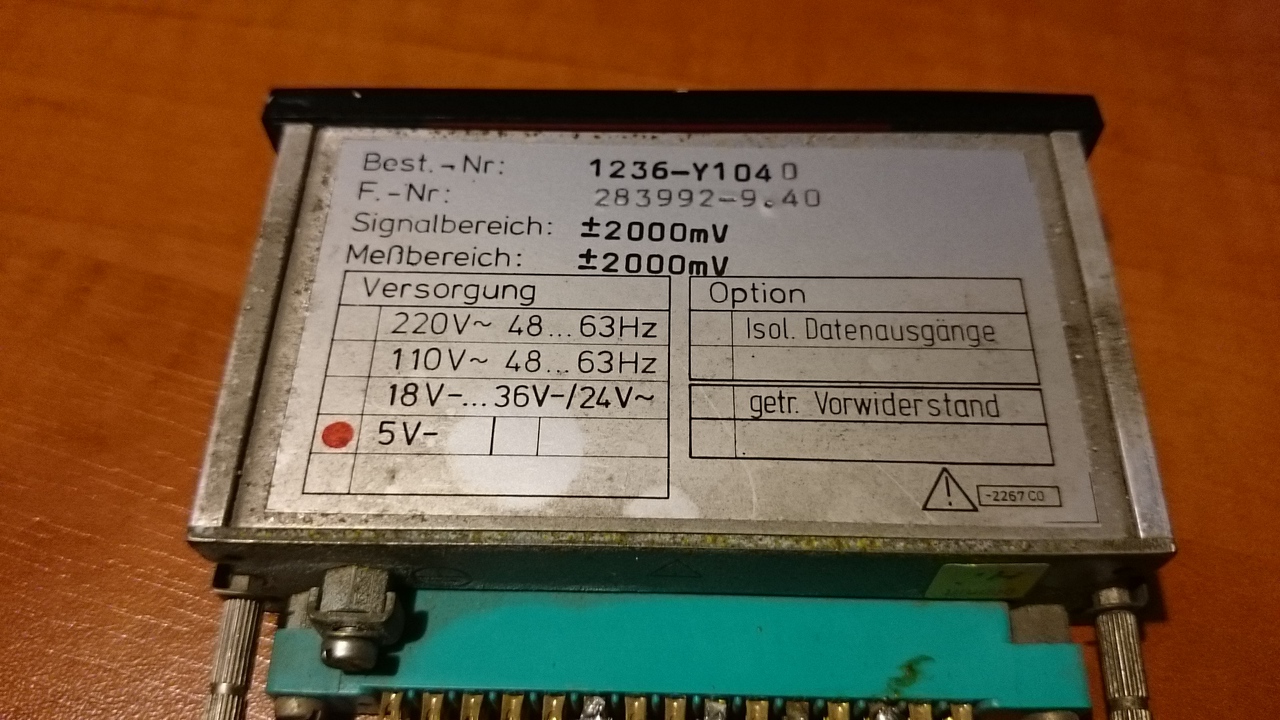 Best.-Nr: 1236-Y1040
F.-Nr: 283992-9.40
Signalbereich: ±2000mV
Meßbereich: ±2000mV
Versorgung
220V~ 48...63Hz
110V~ 48...63Hz
18V-...36V-/24V~
5V-
Option
Isol. Datenausgänge
getr. Vorwiderstand
-2267 CO